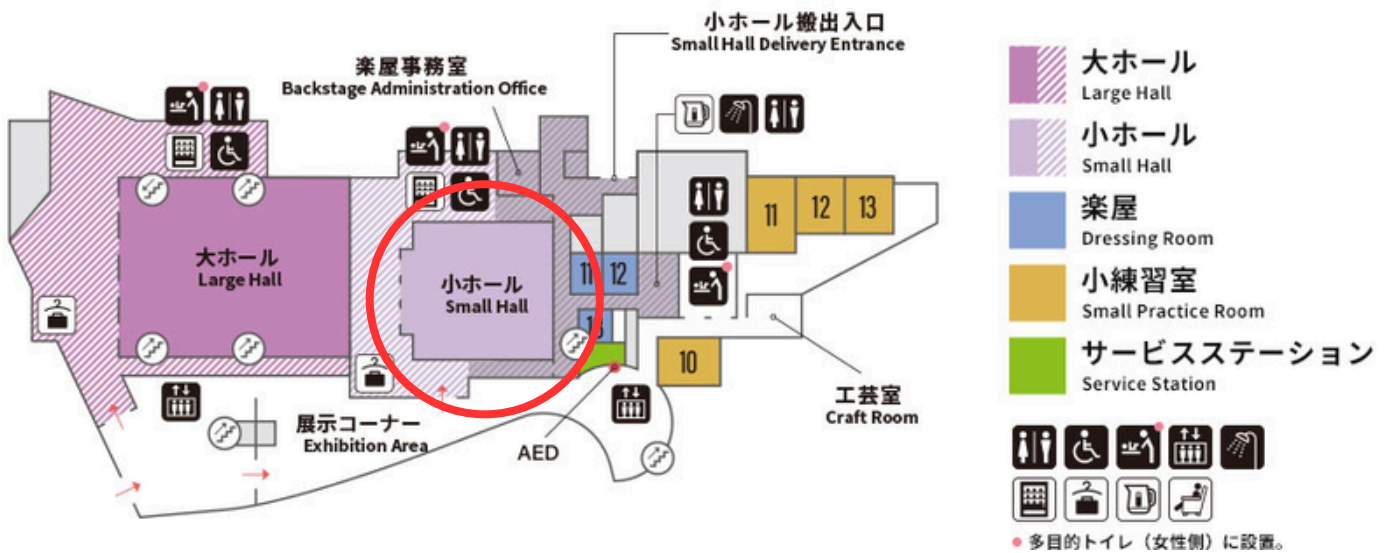 小ホール搬出入口
Small Hall Delivery Entrance
楽屋事務室
Backstage Administration Office
大ホール
Large Hall
小ホール
Small Hall
11
12
11
12
13
10
展示コーナー
Exhibition Area
AED
工芸室
Craft Room
大ホール
Large Hall
小ホール
Small Hall
楽屋
Dressing Room
小練習室
Small Practice Room
サービスステーション
Service Station
多目的トイレ（女性側）に設置。